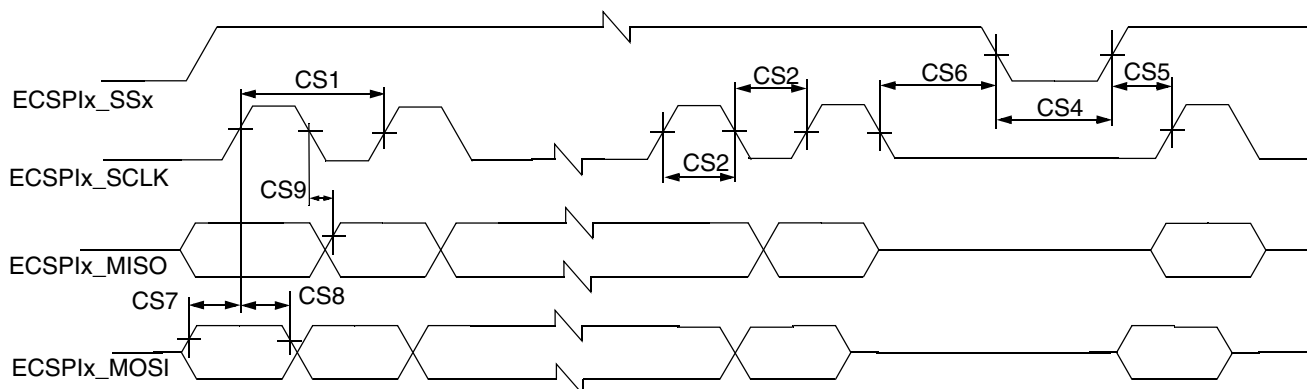 ECSPIx_SSx
CS1
CS2
CS6
CS5
CS4
ECSPIx_SCLK
CS2
CS9
ECSPIx_MISO
CS7
CS8
ECSPIx_MOSI